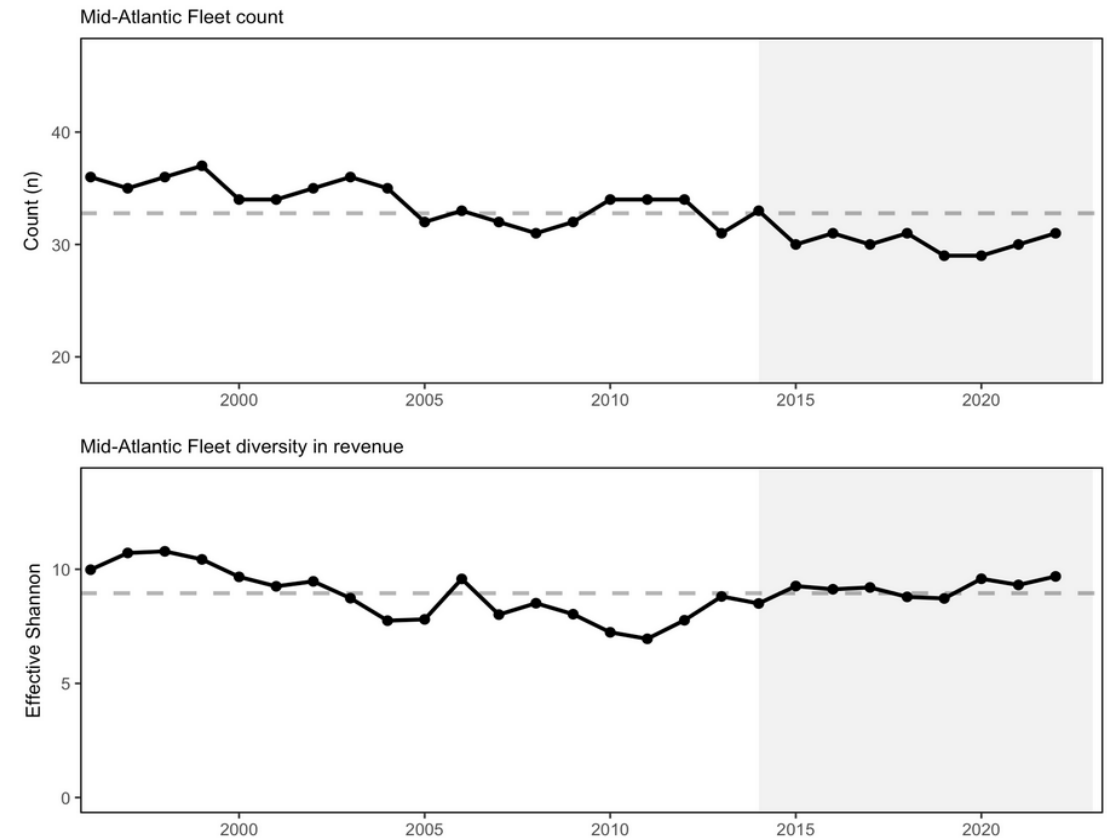 Mid-Atlantic Fleet count
Count (n)
40
30
20
2000 2005 2010 2015 2020
Mid-Atlantic Fleet diversity in revenue
Effective Shannon
10
5
0
2000 2005 2010 2015 2020